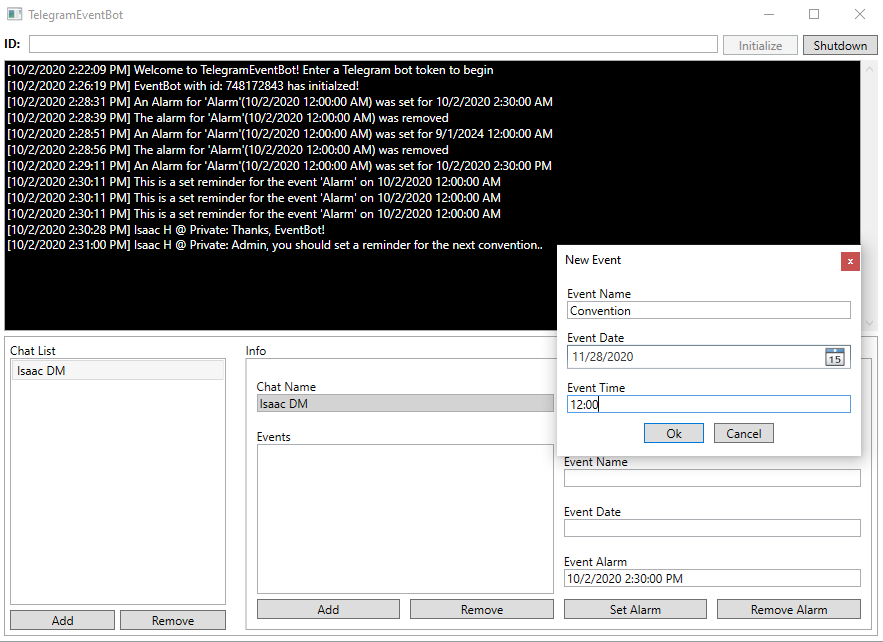 TelegramEventBot
ID:
Initialize
Shutdown
[10/2/2020 2:22:09 PM] Welcome to TelegramEventBot! Enter a Telegram bot token to begin
[10/2/2020 2:26:19 PM] EventBot with id: 748172843 has initialzed!
[10/2/2020 2:28:31 PM] An Alarm for 'Alarm'(10/2/2020 12:00:00 AM) was set for 10/2/2020 2:30:00 AM
[10/2/2020 2:28:39 PM] The alarm for 'Alarm'(10/2/2020 12:00:00 AM) was removed
[10/2/2020 2:28:51 PM] An Alarm for 'Alarm'(10/2/2020 12:00:00 AM) was set for 9/1/2024 12:00:00 AM
[10/2/2020 2:28:56 PM] The alarm for 'Alarm'(10/2/2020 12:00:00 AM) was removed
[10/2/2020 2:29:11 PM] An Alarm for 'Alarm'(10/2/2020 12:00:00 AM) was set for 10/2/2020 2:30:00 PM
[10/2/2020 2:30:11 PM] This is a set reminder for the event 'Alarm' on 10/2/2020 12:00:00 AM
[10/2/2020 2:30:11 PM] This is a set reminder for the event 'Alarm' on 10/2/2020 12:00:00 AM
[10/2/2020 2:30:11 PM] This is a set reminder for the event 'Alarm' on 10/2/2020 12:00:00 AM
[10/2/2020 2:30:28 PM] Isaac H @ Private: Thanks, EventBot!
[10/2/2020 2:31:00 PM] Isaac H @ Private: Admin, you should set a reminder for the next convention..
New Event
x
Event Name
Convention
Event Date
11/28/2020
15
Event Time
12:00
Ok
Cancel
Chat List
Isaac DM
Add
Remove
Info
Chat Name
Isaac DM
Events
Add
Remove
Event Name
Event Date
Event Alarm
10/2/2020 2:30:00 PM
Set Alarm
Remove Alarm